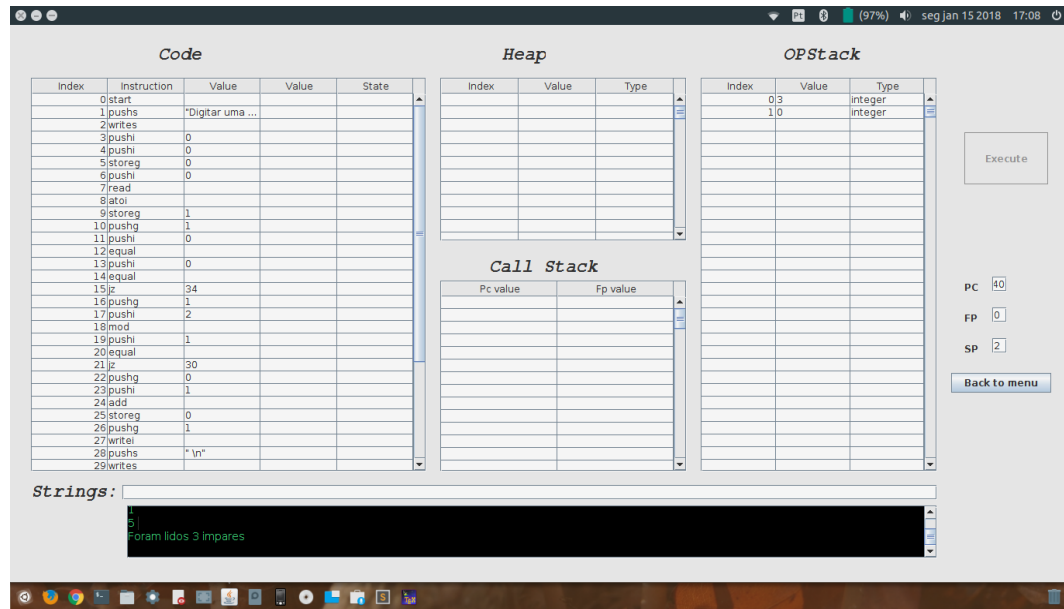 (97%) seg jan 15 2018 17:08
Pt
Code
Index Instruction Value Value State
0 start
1 pushs "Digitar uma ...
2 writes
3 pushi 0
4 pushi 0
5 storeg 0
6 pushi 0
7 read
8 atoi
9 storeg 1
10 pushg 1
11 pushi 0
12 equal
13 pushi 0
14 equal
15 jz 34
16 pushg 1
17 pushi 2
18 mod
19 pushi 1
20 equal
21 jz 30
22 pushg 0
23 pushi 1
24 add
25 storeg 0
26 pushg 1
27 writei
28 pushs " \n"
29 writes
Heap
Index Value Type
Call Stack
Pc value Fp value
OPStack
Index Value Type
0 3 integer
1 0 integer
Execute
PC 40
FP 0
SP 2
Back to menu
Strings:
1
5
Foram lidos 3 impares
S
TEX